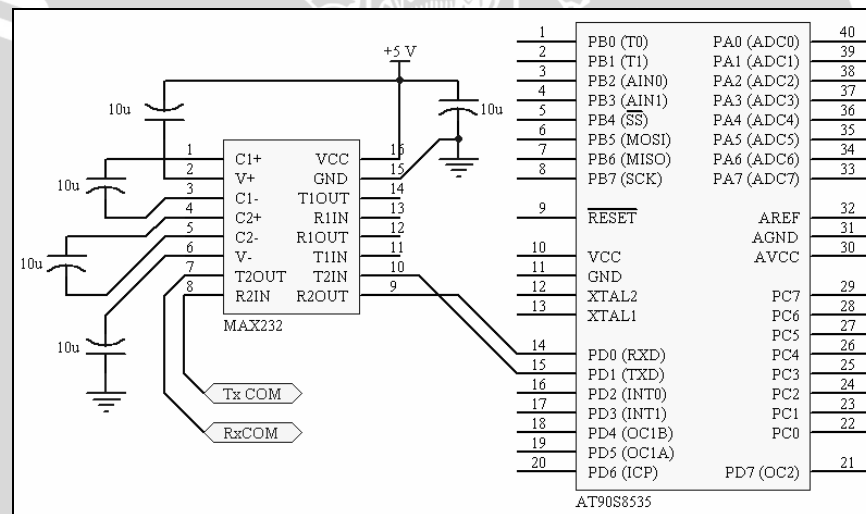 +5 V
10u
10u
10u
10u
10u
1 C1+ VCC 16
2 V+ GND 15
3 C1- T1OUT 14
4 C2+ R1IN 13
5 C2- R1OUT 12
6 V- T1IN 11
7 T2OUT T2IN 10
8 R2IN R2OUT 9
MAX232
Tx COM
RxCOM
1 PB0 (T0) PA0 (ADC0) 40
2 PB1 (T1) PA1 (ADC1) 39
3 PB2 (AIN0) PA2 (ADC2) 38
4 PB3 (AIN1) PA3 (ADC3) 37
5 PB4 (SS) PA4 (ADC4) 36
6 PB5 (MOSI) PA5 (ADC5) 35
7 PB6 (MISO) PA6 (ADC6) 34
8 PB7 (SCK) PA7 (ADC7) 33
9 RESET AREF 32
AGND 31
10 VCC AVCC 30
11 GND
12 XTAL2 PC7 29
13 XTAL1 PC6 28
PC5 27
14 PD0 (RXD) PC4 26
15 PD1 (TXD) PC3 25
16 PD2 (INT0) PC2 24
17 PD3 (INT1) PC1 23
18 PD4 (OC1B) PC0 22
19 PD5 (OC1A)
20 PD6 (ICP) PD7 (OC2) 21
AT90S8535